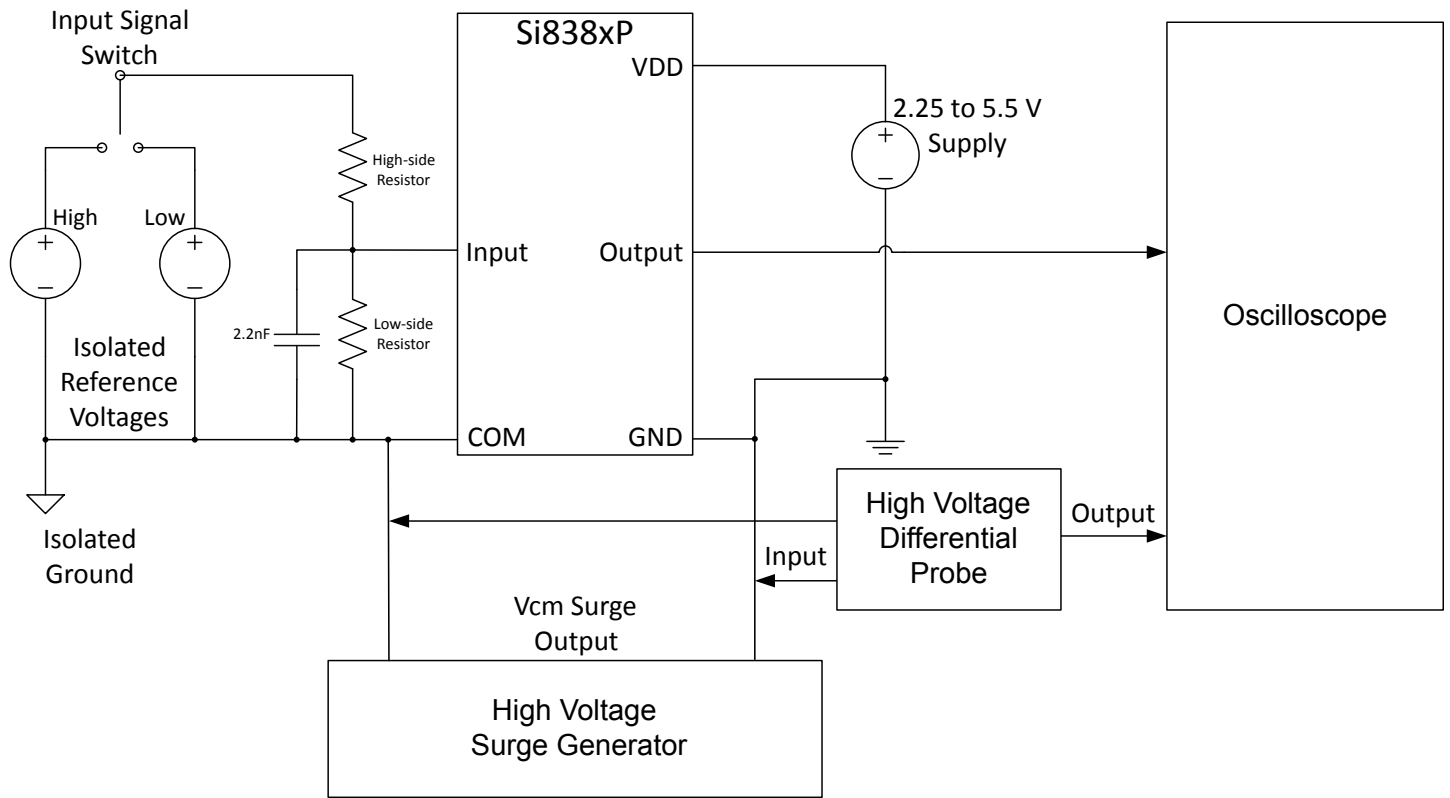 Input Signal
Switch
Si838xP
VDD
2.25 to 5.5 V
Supply
+
−
High-side
Resistor
High
Low
+
−
+
−
Input
Output
Oscilloscope
2.2nF
Low-side
Resistor
Isolated
Reference
Voltages
COM
GND
Isolated
Ground
High Voltage
Differential
Probe
Output
Input
Vcm Surge
Output
High Voltage
Surge Generator